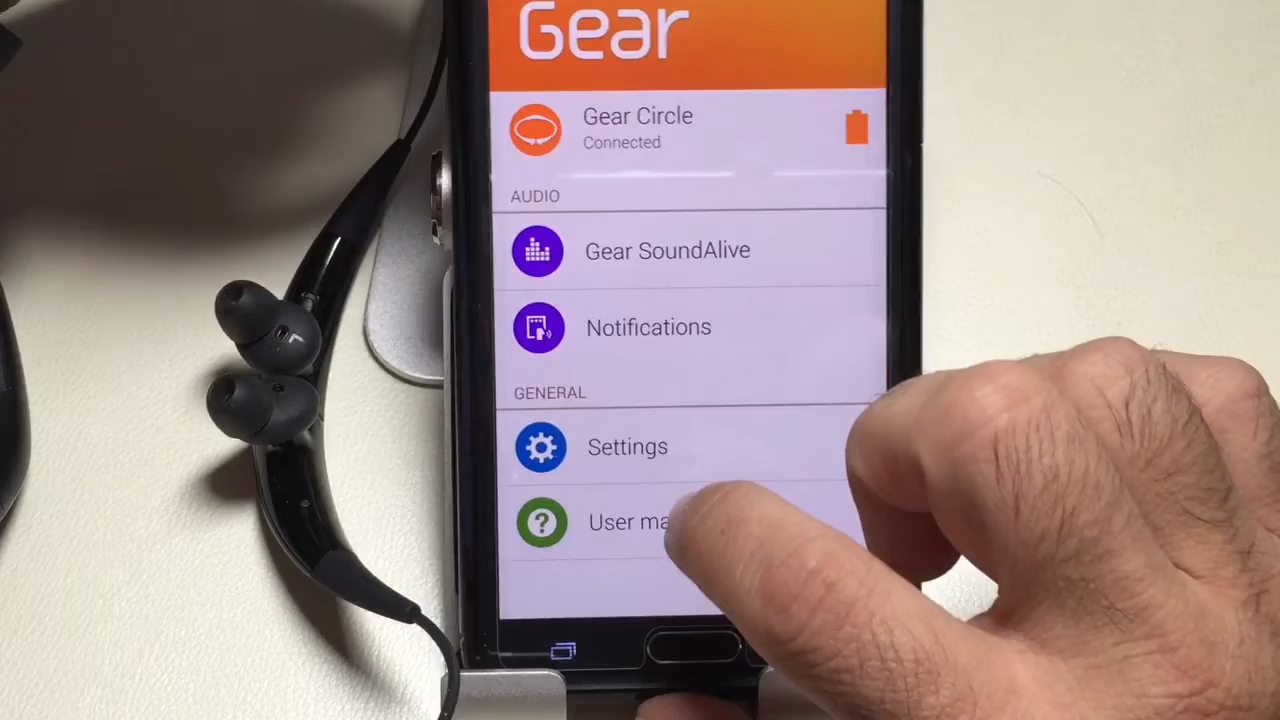 Gear
Gear Circle
Connected
AUDIO
Gear SoundAlive
Notifications
GENERAL
Settings
User ma
L